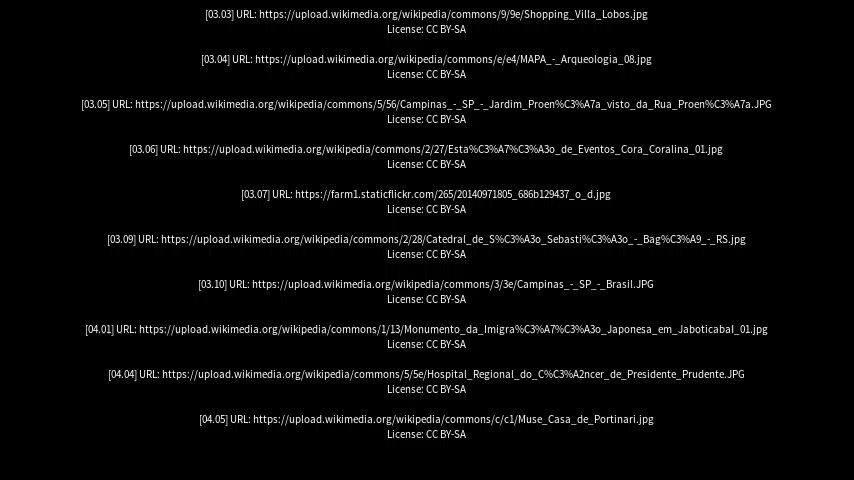 [03.03] URL: https://upload.wikimedia.org/wikipedia/commons/9/9e/Shopping_Villa_Lobos.jpg
License: CC BY-SA
[03.04] URL: https://upload.wikimedia.org/wikipedia/commons/e/e4/MAPA_-_Arqueologia_08.jpg
License: CC BY-SA
[03.05] URL: https://upload.wikimedia.org/wikipedia/commons/5/56/Campinas_-_SP_-_Jardim_Proen%C3%A7a_visto_da_Rua_Proen%C3%A7a.JPG
License: CC BY-SA
[03.06] URL: https://upload.wikimedia.org/wikipedia/commons/2/27/Esta%C3%A7%C3%A3o_de_Eventos_Cora_Coralina_01.jpg
License: CC BY-SA
[03.07] URL: https://farm1.staticflickr.com/265/20140971805_686b129437_o_d.jpg
License: CC BY-SA
[03.09] URL: https://upload.wikimedia.org/wikipedia/commons/2/28/Catedral_de_S%C3%A3o_Sebasti%C3%A3o_-_Bag%C3%A9_-_RS.jpg
License: CC BY-SA
[03.10] URL: https://upload.wikimedia.org/wikipedia/commons/3/3e/Campinas_-_SP_-_Brasil.JPG
License: CC BY-SA
[04.01] URL: https://upload.wikimedia.org/wikipedia/commons/1/13/Monumento_da_Imigra%C3%A7%C3%A3o_Japonesa_em_Jaboticabal_01.jpg
License: CC BY-SA
[04.04] URL: https://upload.wikimedia.org/wikipedia/commons/5/5e/Hospital_Regional_do_C%C3%A2ncer_de_Presidente_Prudente.JPG
License: CC BY-SA
[04.05] URL: https://upload.wikimedia.org/wikipedia/commons/c/c1/Muse_Casa_de_Portinari.jpg
License: CC BY-SA